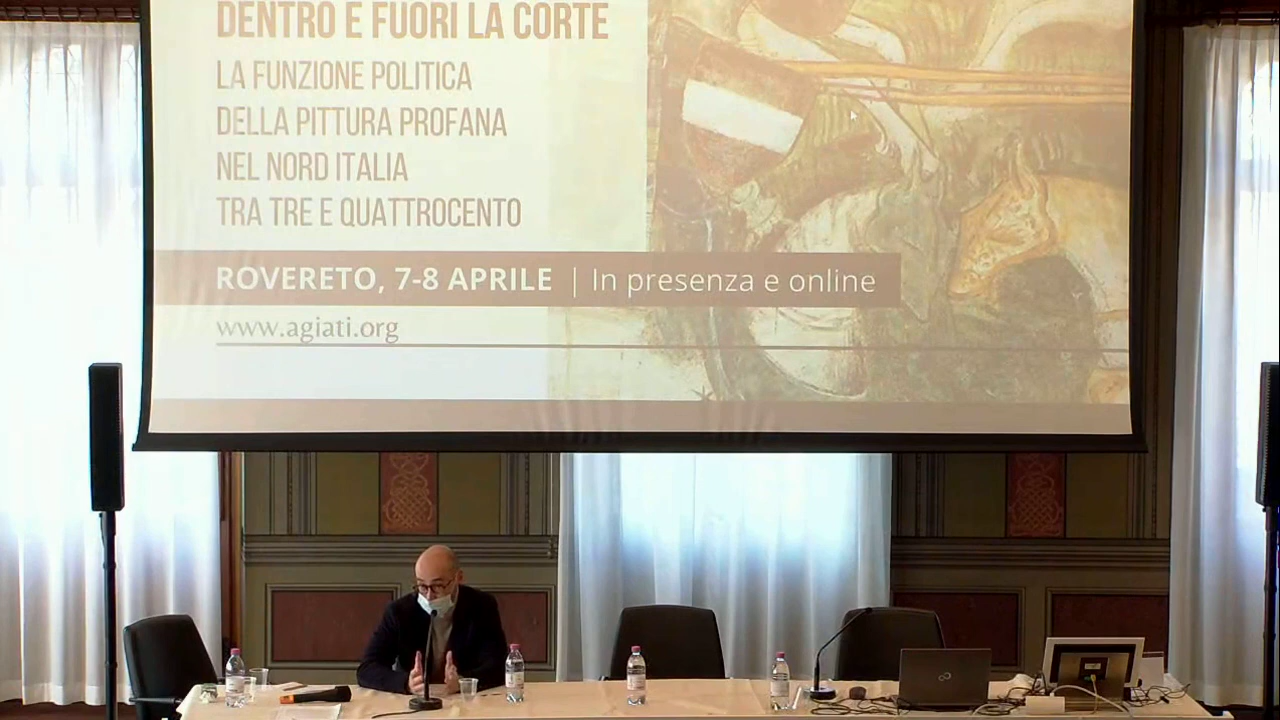 DENTRO E FUORI LA CORTE
LA FUNZIONE POLITICA
DELLA PITTURA PROFANA
NEL NORD ITALIA
TRA TRE E QUATTROCENTO
ROVERETO, 7-8 APRILE | In presenza e online
www.agiati.org